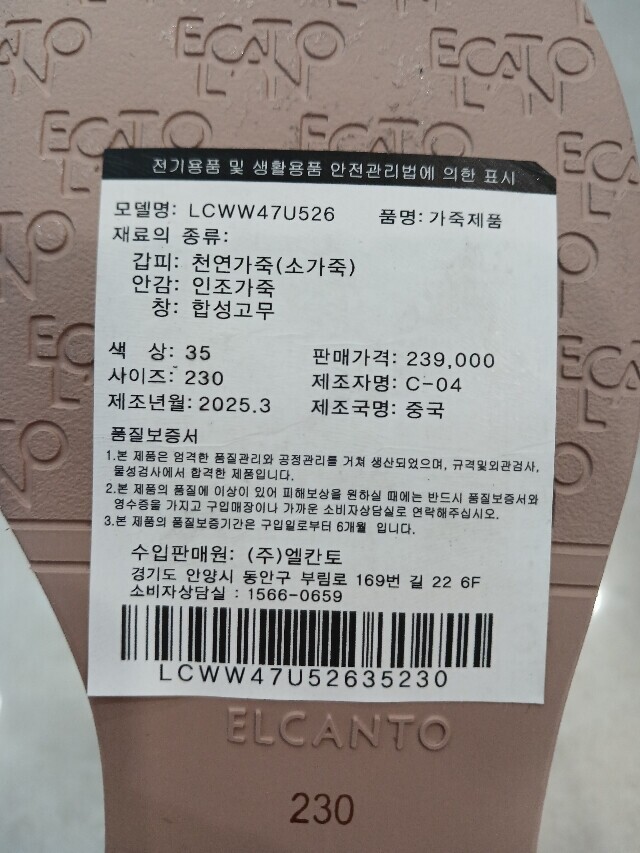 ECATO
LN
ECATO
LN
ECATO
LN
전기용품 및 생활용품 안전관리법에 의한 표시
모델명: LCWW47U526 품명: 가죽제품
재료의 종류:
갑피: 천연가죽(소가죽)
안감: 인조가죽
창: 합성고무
색 상: 35 판매가격: 239,000
사이즈: 230 제조자명: C-04
제조년월: 2025.3 제조국명: 중국
품질보증서
1.본 제품은 엄격한 품질관리와 공정관리를 거쳐 생산되었으며, 규격및외관검사,
물성검사에서 합격한 제품입니다.
2.본 제품의 품질에 이상이 있어 피해보상을 원하실 때에는 반드시 품질보증서와
영수증을 가지고 구입매장이나 가까운 소비자상담실로 연락해주십시오.
3.본 제품의 품질보증기간은 구입일로부터 6개월 입니다.
수입판매원: (주)엘칸토
경기도 안양시 동안구 부림로 169번 길 22 6F
소비자상담실 : 1566-0659
LCWW47U52635230
ELCANTO
230